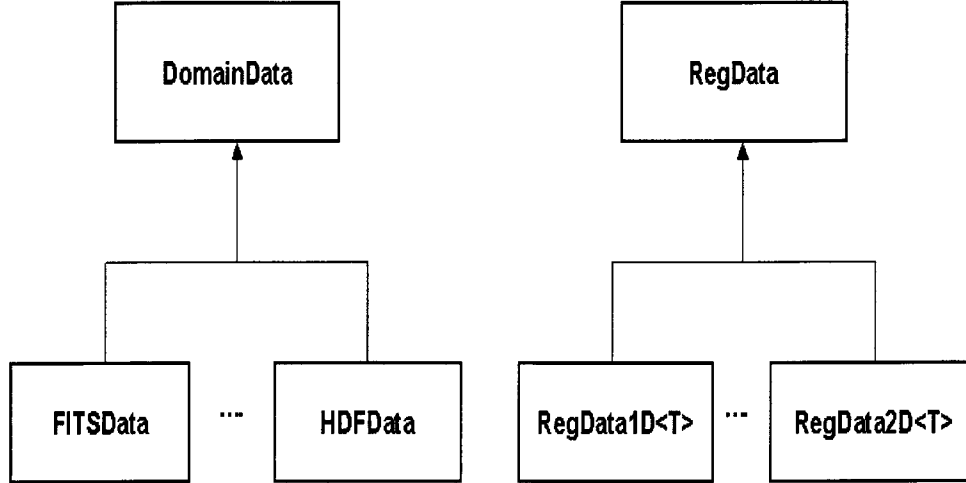 DomainData
RegData
FITSData
....
HDFData
RegData1D<T>
...
RegData2D<T>